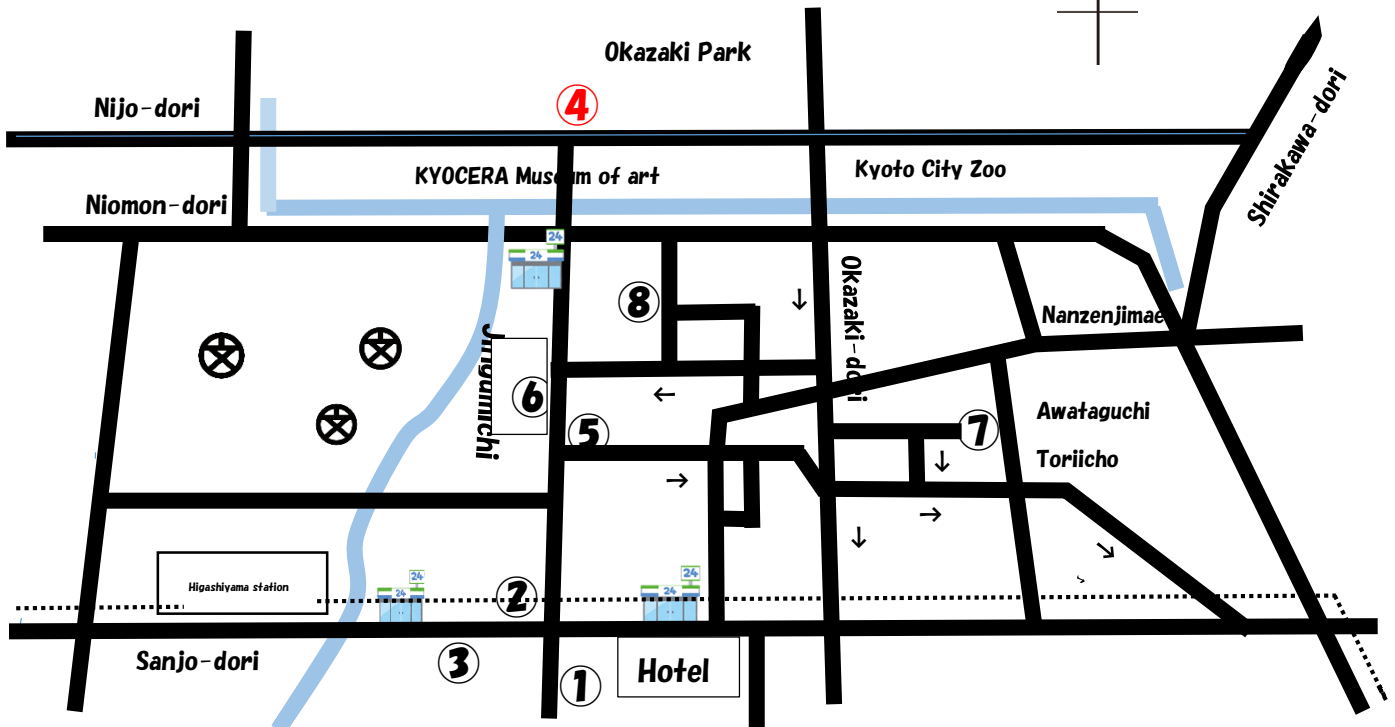 Okazaki Park
Nijo-dori
④
KYOCERA Museum of art
Kyoto City Zoo
Shirakawa-dori
Niomon-dori
24
24
Okazaki-dori
⑧
↓
Nanzenjimae
Jingumichi
⑥
←
⑤
⑦
Awataguchi
Toriicho
↓
→
→
↓
↘
Higashiyama station
24
24
②
24
24
Sanjo-dori
③
①
Hotel